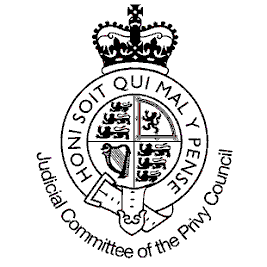 HONI SOIT QUI MAL Y PENSE
Judicial Committee of the Privy Council